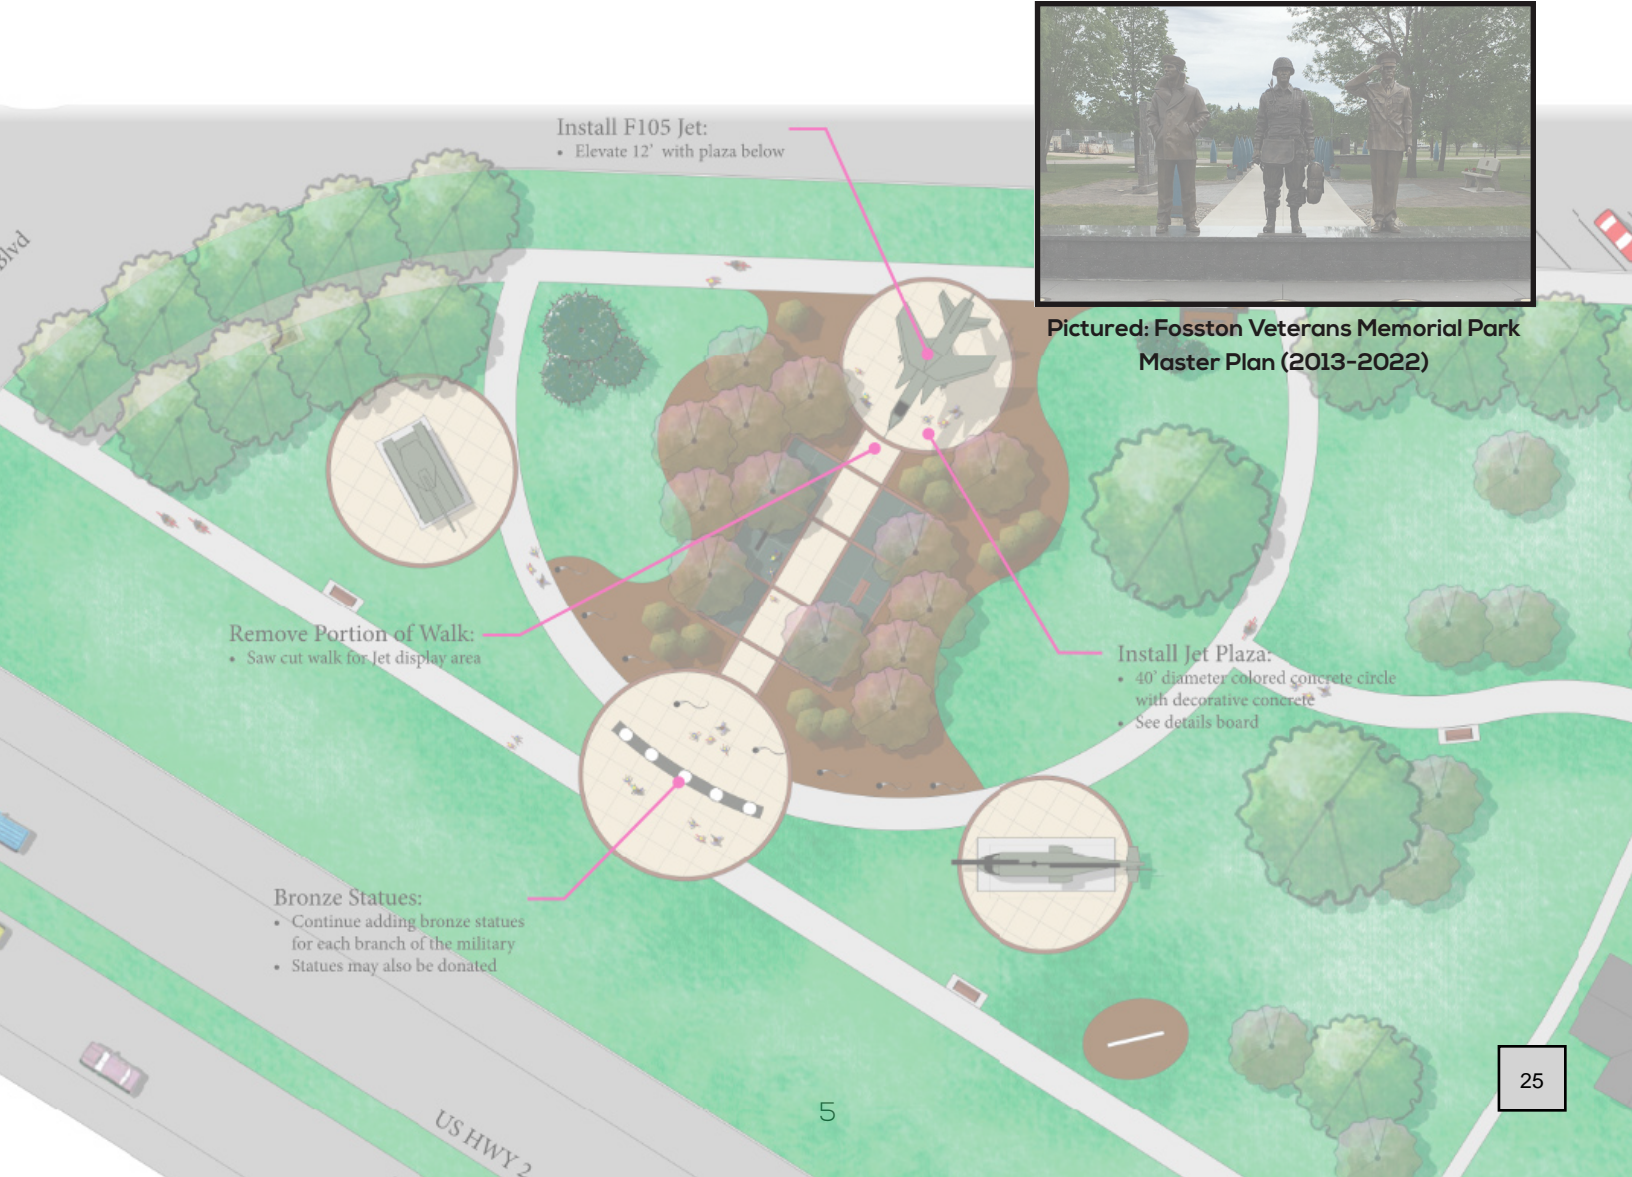 Install F105 Jet:
• Elevate 12' with plaza below
Blvd
Pictured: Fosston Veterans Memorial Park
Master Plan (2013-2022)
Remove Portion of Walk:
• Saw cut walk for Jet display area
Install Jet Plaza:
• 40' diameter colored concrete circle
with decorative concrete
• See details board
Bronze Statues:
• Continue adding bronze statues
for each branch of the military
• Statues may also be donated
US HWY 2
5
25